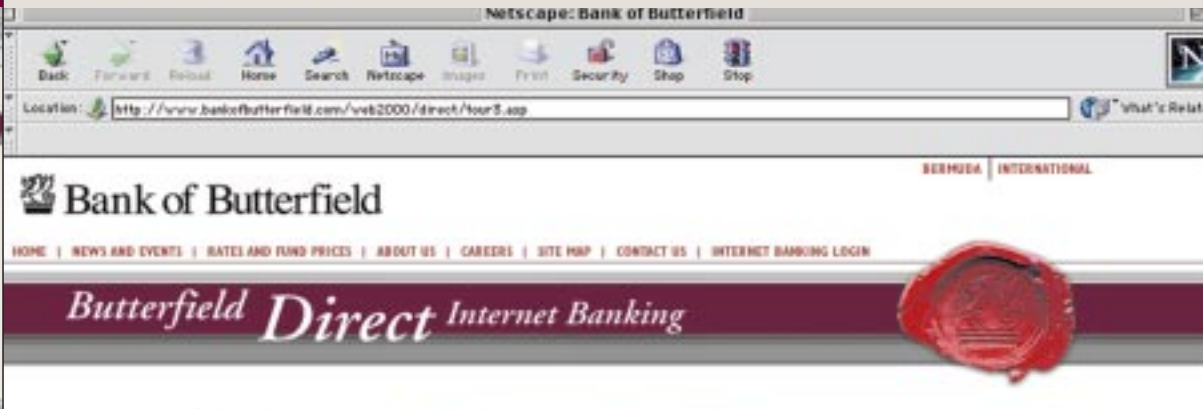 Netscape: Bank of Butterfield
Back Forward Reload Home Search Netscape Images Print Security Shop Stop
Location: http://www.bankofbutterfield.com/web2000/direct/tour3.asp What's Relat
BERMUDA | INTERNATIONAL
Bank of Butterfield
HOME | NEWS AND EVENTS | RATES AND FUND PRICES | ABOUT US | CAREERS | SITE MAP | CONTACT US | INTERNET BANKING LOGIN
Butterfield Direct Internet Banking